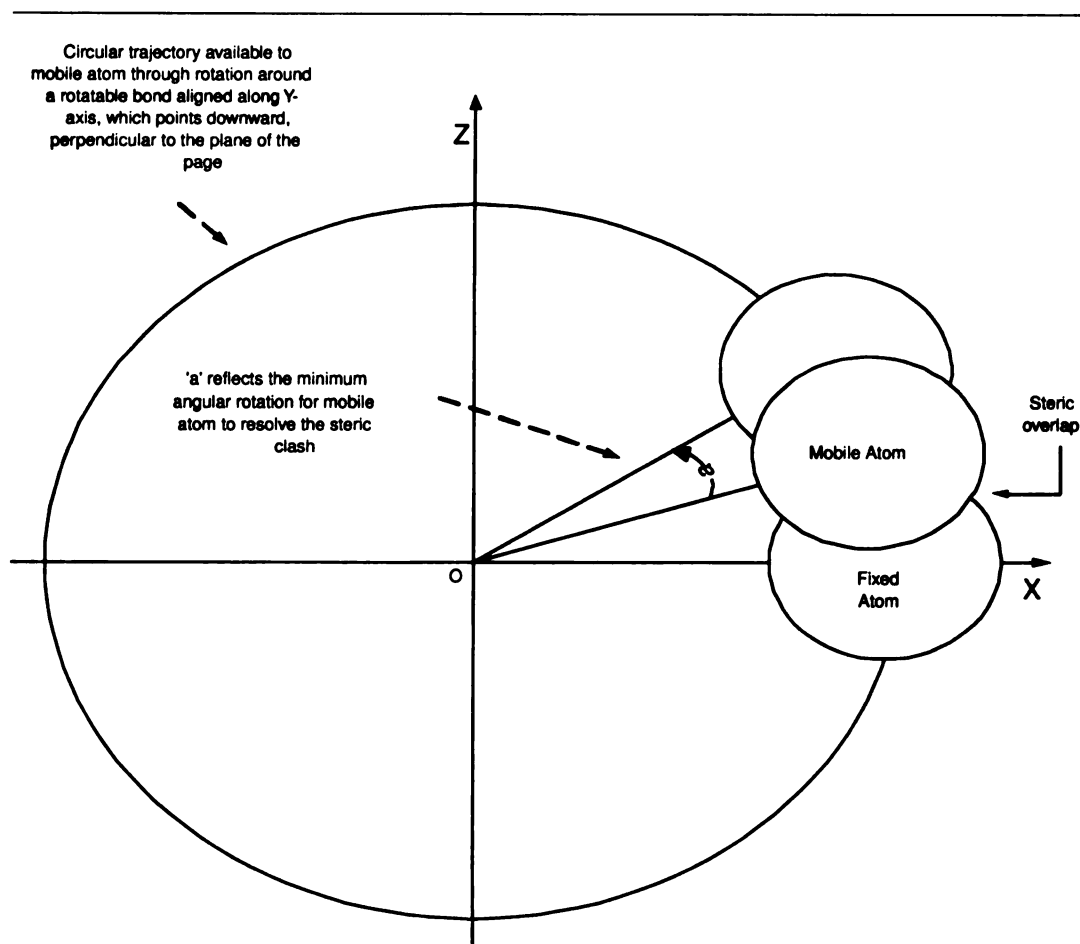 Circular trajectory available to
mobile atom through rotation around
a rotatable bond aligned along Y-
axis, which points downward,
perpendicular to the plane of the
page
Z
'a' reflects the minimum
angular rotation for mobile
atom to resolve the steric
clash
a
Steric
overlap
Mobile Atom
O
Fixed
Atom
X